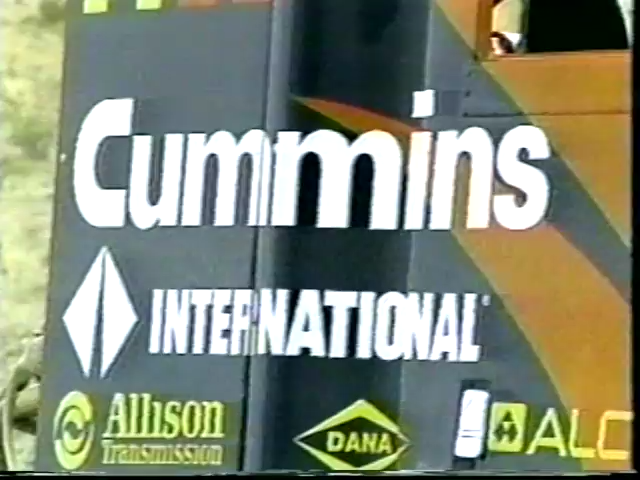 Cummins
INTERNATIONAL
Allison
Transmission
DANA
ALC